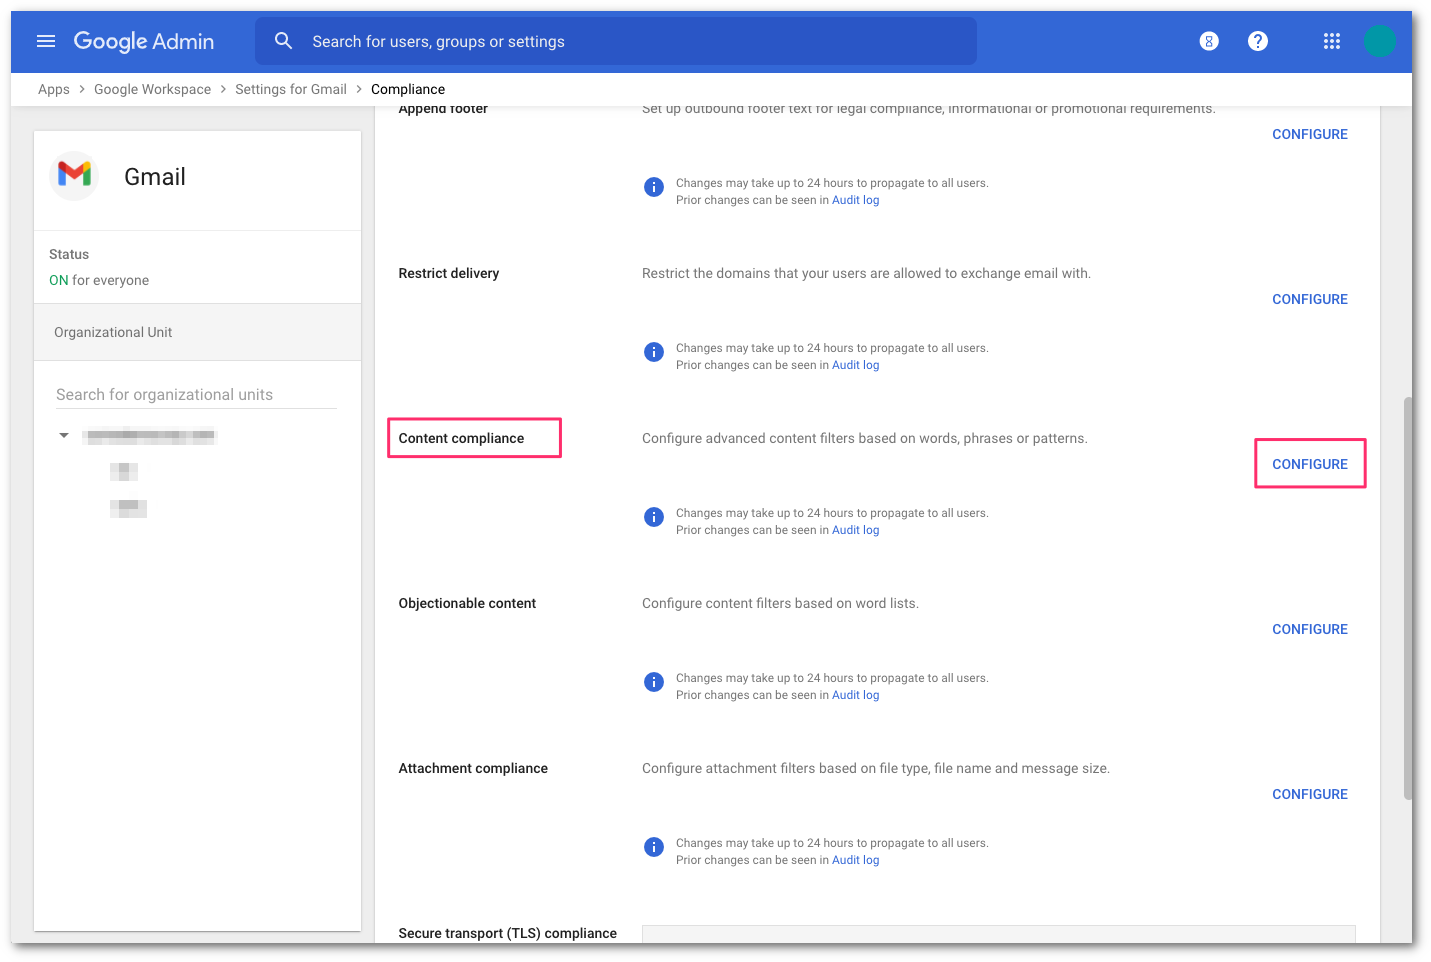 Google Admin
Search for users, groups or settings
Apps > Google Workspace > Settings for Gmail > Compliance
Gmail
Status
ON for everyone
Organizational Unit
Search for organizational units
Append footer
Set up outbound footer text for legal compliance, informational or promotional requirements.
CONFIGURE
Changes may take up to 24 hours to propagate to all users.
Prior changes can be seen in Audit log
Restrict delivery
Restrict the domains that your users are allowed to exchange email with.
CONFIGURE
Changes may take up to 24 hours to propagate to all users.
Prior changes can be seen in Audit log
Content compliance
Configure advanced content filters based on words, phrases or patterns.
CONFIGURE
Changes may take up to 24 hours to propagate to all users.
Prior changes can be seen in Audit log
Objectionable content
Configure content filters based on word lists.
CONFIGURE
Changes may take up to 24 hours to propagate to all users.
Prior changes can be seen in Audit log
Attachment compliance
Configure attachment filters based on file type, file name and message size.
CONFIGURE
Changes may take up to 24 hours to propagate to all users.
Prior changes can be seen in Audit log
Secure transport (TLS) compliance